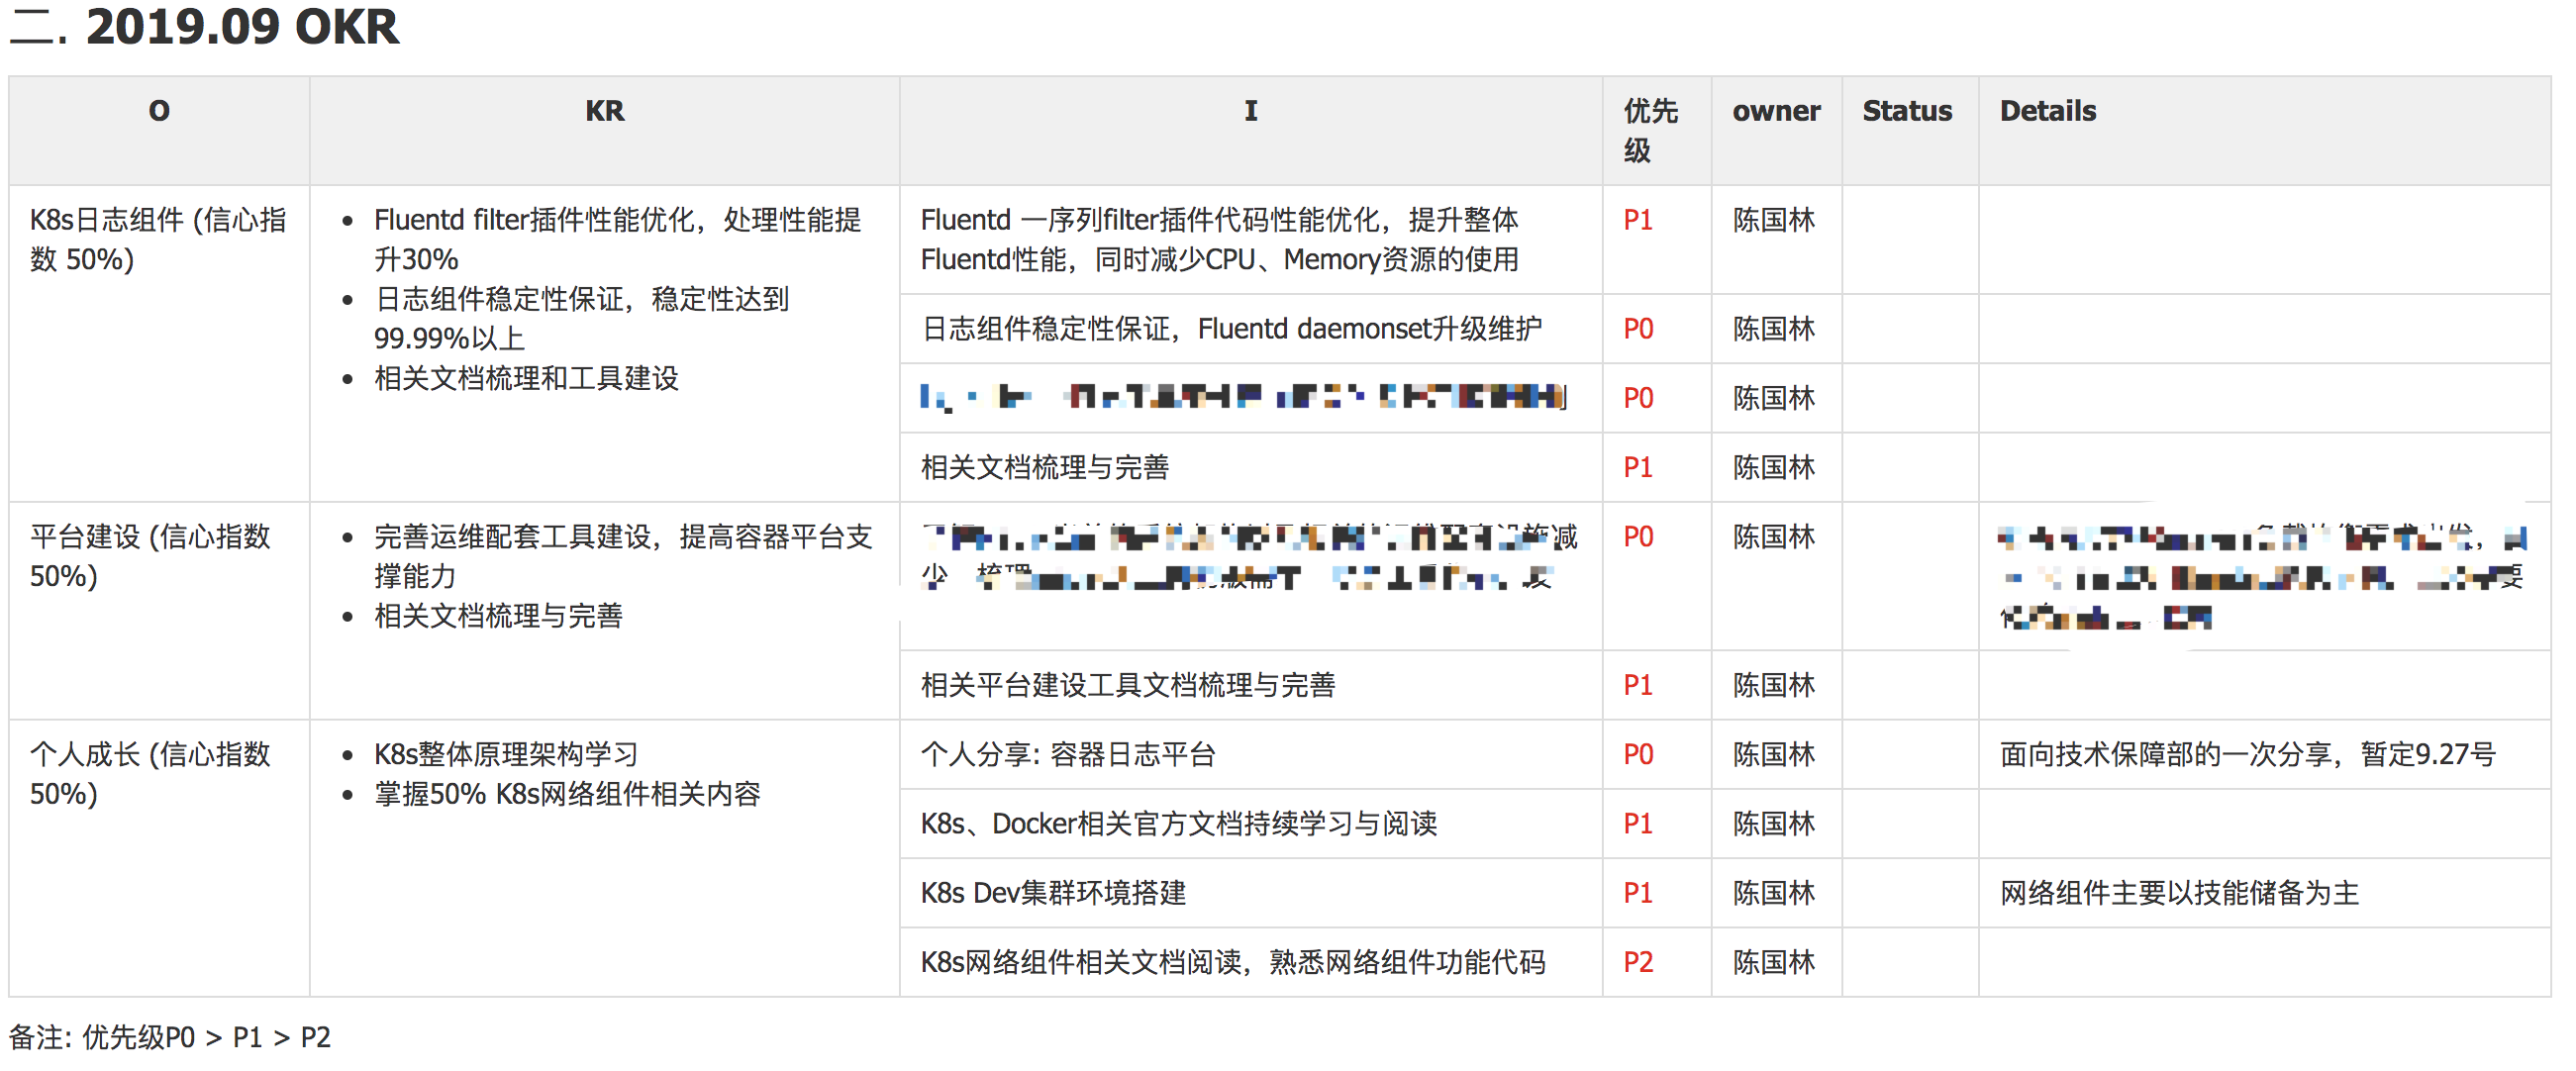 二. 2019.09 OKR
O KR I 优先级 owner Status Details
K8s日志组件 (信心指
数 50%)
Fluentd filter插件性能优化，处理性能提
升30%
日志组件稳定性保证，稳定性达到
99.99%以上
相关文档梳理和工具建设
Fluentd 一序列filter插件代码性能优化，提升整体
Fluentd性能，同时减少CPU、Memory资源的使用
P1 陈国林
日志组件稳定性保证，Fluentd daemonset升级维护 P0 陈国林
P0 陈国林
相关文档梳理与完善 P1 陈国林
平台建设 (信心指数
50%)
完善运维配套工具建设，提高容器平台支
撑能力
相关文档梳理与完善
P0 陈国林
相关平台建设工具文档梳理与完善 P1 陈国林
个人成长 (信心指数
50%)
K8s整体原理架构学习
掌握50% K8s网络组件相关内容
个人分享: 容器日志平台 P0 陈国林 面向技术保障部的一次分享，暂定9.27号
K8s、Docker相关官方文档持续学习与阅读 P1 陈国林
K8s Dev集群环境搭建 P1 陈国林 网络组件主要以技能储备为主
K8s网络组件相关文档阅读，熟悉网络组件功能代码 P2 陈国林
备注: 优先级P0 > P1 > P2